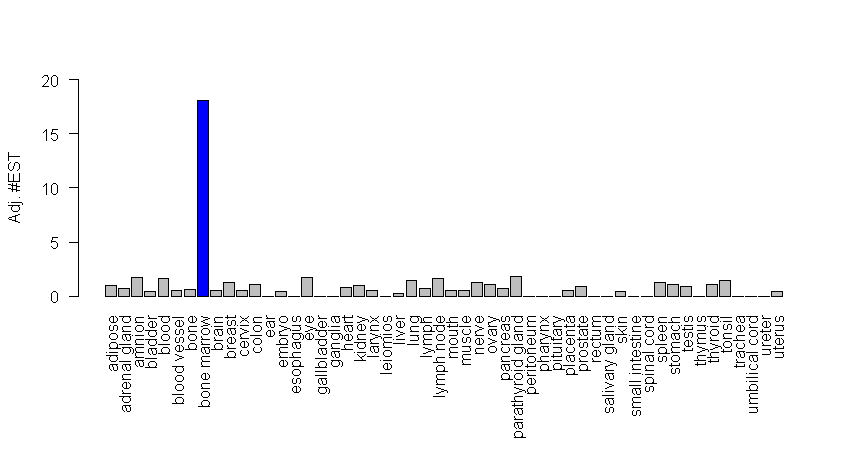 Adj. #EST
20
15
10
5
0
adipose
adrenal gland
amnion
bladder
blood
blood vessel
bone
bone marrow
brain
breast
cervix
colon
ear
embryo
esophagus
eye
gallbladder
ganglia
heart
kidney
larynx
leiomios
liver
lung
lymph
lymph node
mouth
muscle
nerve
ovary
pancreas
parathyroid gland
peritoneum
pharynx
pituitary
placenta
prostate
rectum
salivary gland
skin
small intestine
spinal cord
spleen
stomach
testis
thymus
thyroid
tonsil
trachea
umbilical cord
ureter
uterus